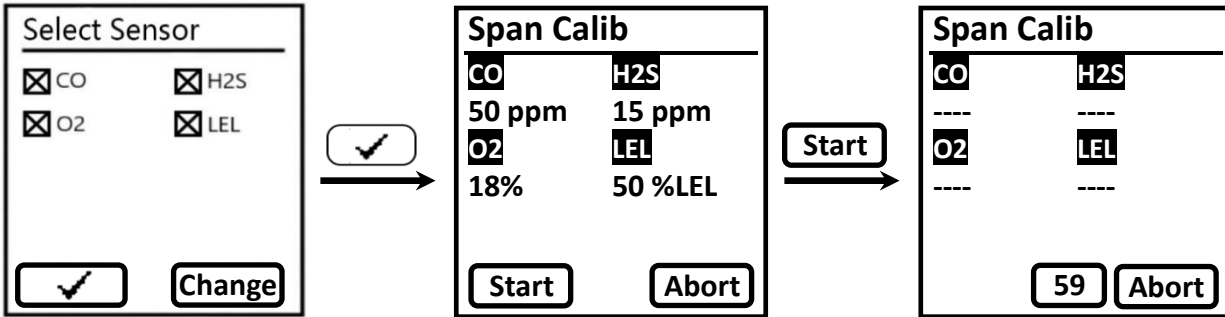 Select Sensor
CO H2S
O2 LEL
Change
Span Calib
CO H2S
50 ppm 15 ppm
O2 LEL
18% 50 %LEL
Start Abort
Start
Span Calib
CO H2S
---- ----
O2 LEL
---- ----
59 Abort